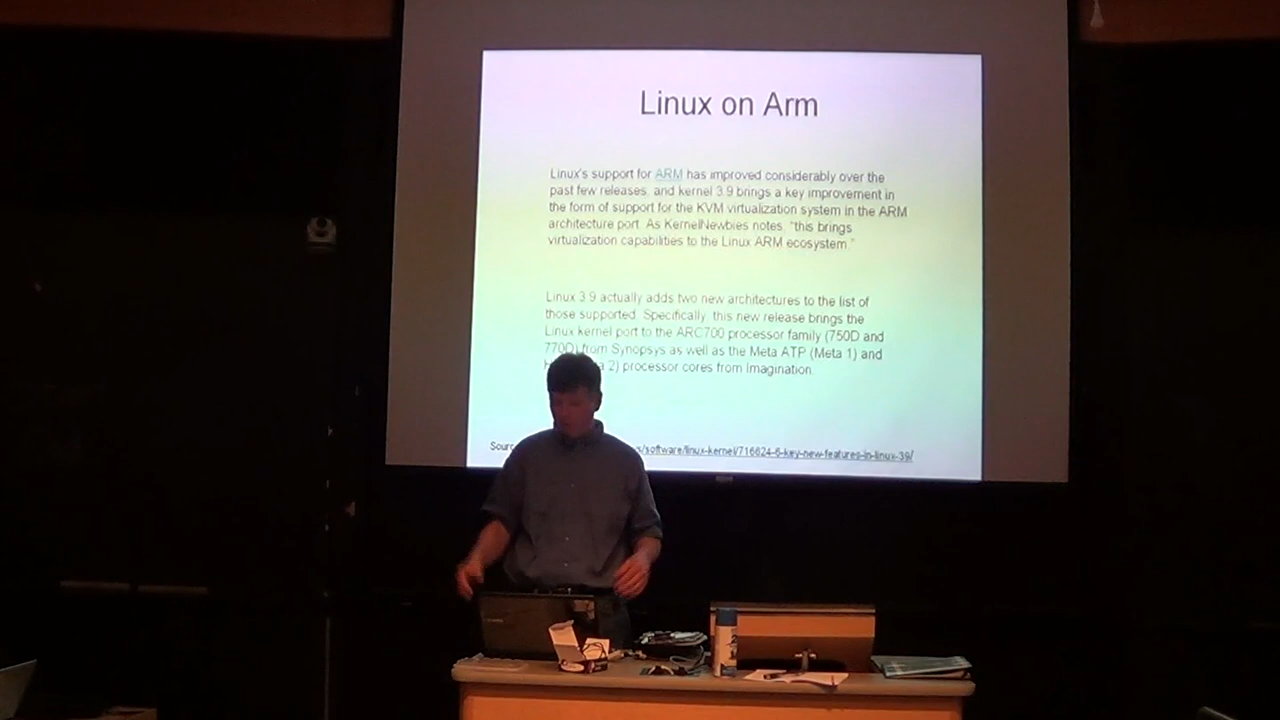 Linux on Arm
Linux's support for ARM has improved considerably over the
past few releases, and kernel 3.9 brings a key improvement in
the form of support for the KVM virtualization system in the ARM
architecture port. As KernelNewbies notes, "this brings
virtualization capabilities to the Linux ARM ecosystem."
Linux 3.9 actually adds two new architectures to the list of
those supported. Specifically, this new release brings the
Linux kernel port to the ARC700 processor family (750D and
770D) from Synopsys as well as the Meta ATP (Meta 1) and
2) processor cores from Imagination.
s/software/linux-kernel/716624-6-key-new-features-in-linux-39/